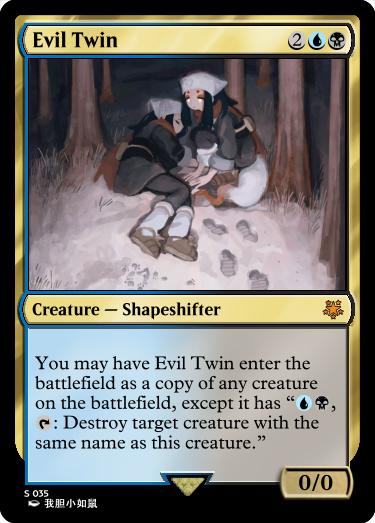 Evil Twin 2
Creature — Shapeshifter
You may have Evil Twin enter the
battlefield as a copy of any creature
on the battlefield, except it has “ ,
: Destroy target creature with the
same name as this creature.”
0/0
S 035
我胆小如鼠